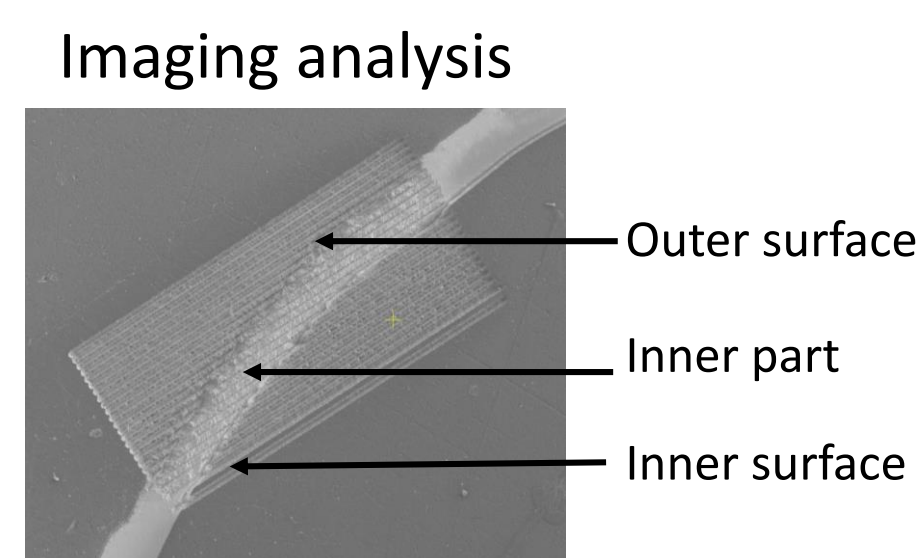 Imaging analysis
Outer surface
Inner part
Inner surface